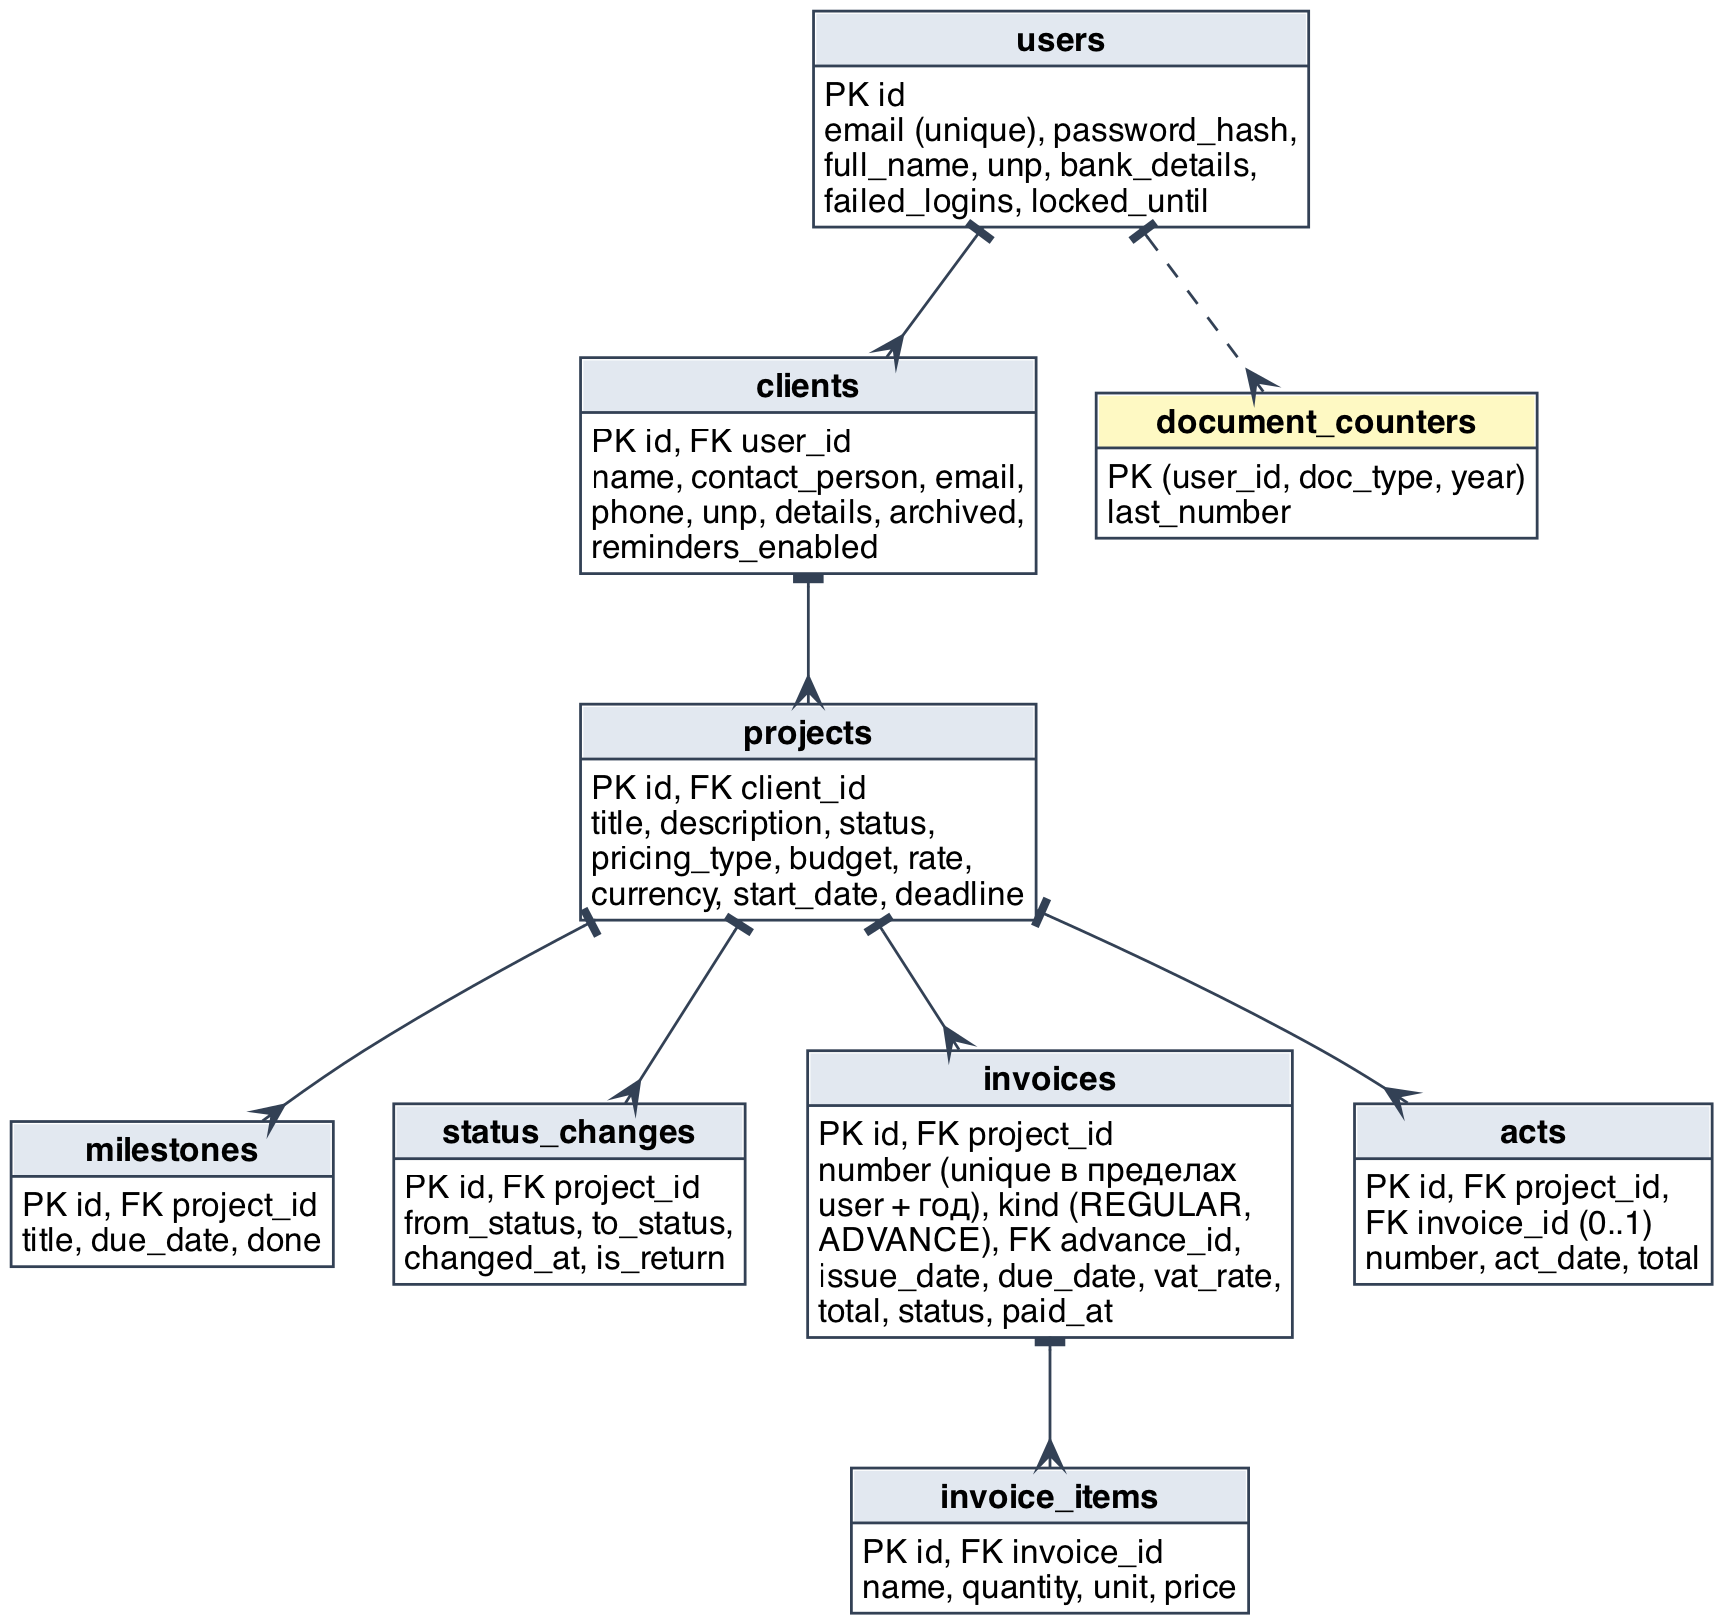 users
PK id
email (unique), password_hash,
full_name, unp, bank_details,
failed_logins, locked_until
clients
PK id, FK user_id
name, contact_person, email,
phone, unp, details, archived,
reminders_enabled
document_counters
PK (user_id, doc_type, year)
last_number
projects
PK id, FK client_id
title, description, status,
pricing_type, budget, rate,
currency, start_date, deadline
milestones
PK id, FK project_id
title, due_date, done
status_changes
PK id, FK project_id
from_status, to_status,
changed_at, is_return
invoices
PK id, FK project_id
number (unique в пределах
user + год), kind (REGULAR,
ADVANCE), FK advance_id,
issue_date, due_date, vat_rate,
total, status, paid_at
acts
PK id, FK project_id,
FK invoice_id (0..1)
number, act_date, total
invoice_items
PK id, FK invoice_id
name, quantity, unit, price